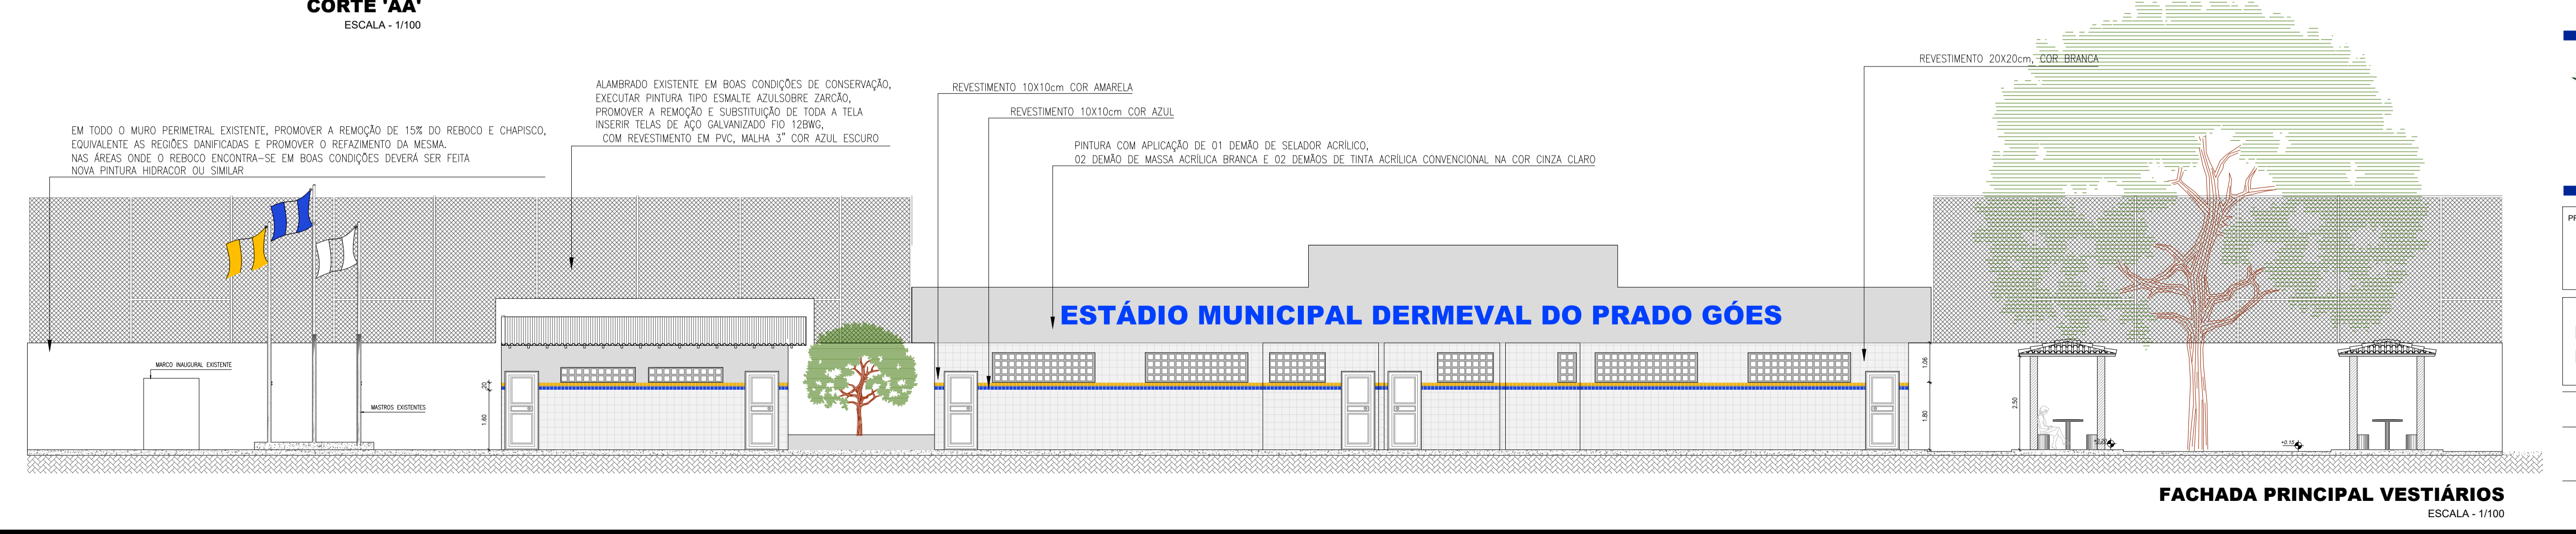 CORTE 'AA'
ESCALA - 1/100
EM TODO O MURO PERIMETRAL EXISTENTE, PROMOVER A REMOÇÃO DE 15% DO REBOCO E CHAPISCO,
EQUIVALENTE AS REGIÕES DANIFICADAS E PROMOVER O REFAZIMENTO DA MESMA.
NAS ÁREAS ONDE O REBOCO ENCONTRA-SE EM BOAS CONDIÇÕES DEVERÁ SER FEITA
NOVA PINTURA HIDRACOR OU SIMILAR
ALAMBRADO EXISTENTE EM BOAS CONDIÇÕES DE CONSERVAÇÃO,
EXECUTAR PINTURA TIPO ESMALTE AZULSOBRE ZARCÃO,
PROMOVER A REMOÇÃO E SUBSTITUIÇÃO DE TODA A TELA
INSERIR TELAS DE AÇO GALVANIZADO FIO 12BWG,
COM REVESTIMENTO EM PVC, MALHA 3" COR AZUL ESCURO
REVESTIMENTO 10X10cm COR AMARELA
REVESTIMENTO 10X10cm COR AZUL
PINTURA COM APLICAÇÃO DE 01 DEMÃO DE SELADOR ACRÍLICO,
02 DEMÃO DE MASSA ACRÍLICA BRANCA E 02 DEMÃOS DE TINTA ACRÍLICA CONVENCIONAL NA COR CINZA CLARO
REVESTIMENTO 20X20cm, COR BRANCA
ESTÁDIO MUNICIPAL DERMEVAL DO PRADO GÓES
MARCO INAUGURAL EXISTENTE
MASTROS EXISTENTES
.20
1.60
1.06
1.80
2.50
+0.20
+0.15
FACHADA PRINCIPAL VESTIÁRIOS
ESCALA - 1/100